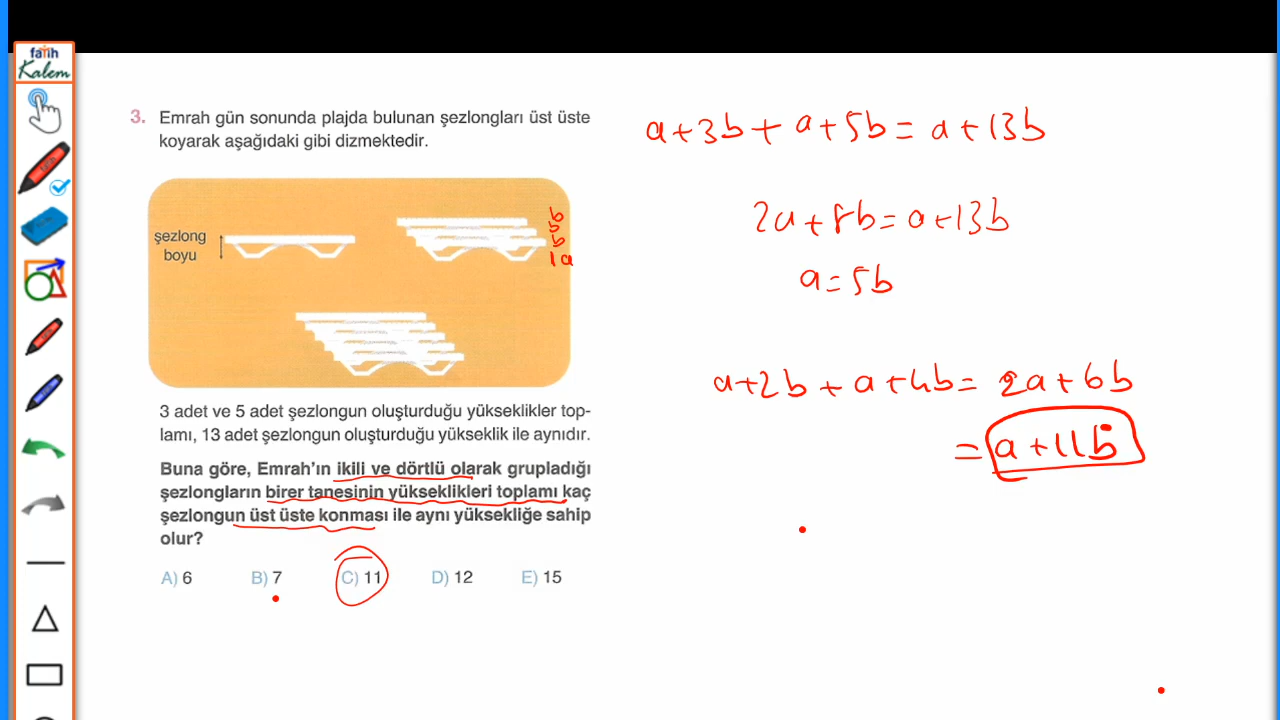 fatih
Kalem
3. Emrah gün sonunda plajda bulunan şezlongları üst üste
koyarak aşağıdaki gibi dizmektedir.
şezlong
boyu
b
b
b
1a
3 adet ve 5 adet şezlongun oluşturduğu yükseklikler top-
lamı, 13 adet şezlongun oluşturduğu yükseklik ile aynıdır.
Buna göre, Emrah'ın ikili ve dörtlü olarak grupladığı
şezlongların birer tanesinin yükseklikleri toplamı kaç
şezlongun üst üste konması ile aynı yüksekliğe sahip
olur?
A) 6 B) 7 C) 11 D) 12 E) 15
a+3b+a+5b=a+13b
2a+8b=a+13b
a=5b
a+2b+a+4b=2a+6b
=a+11b